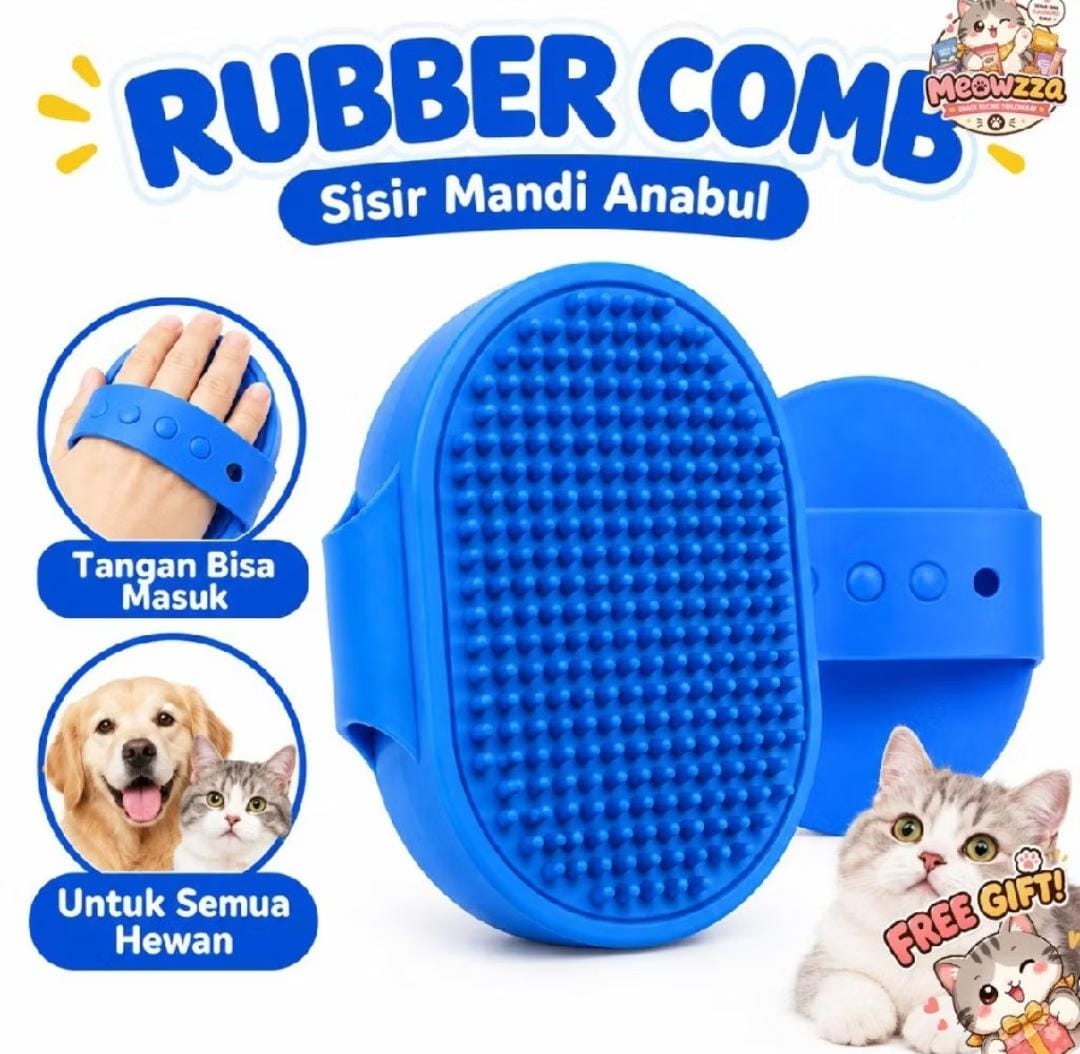 RUBBER COMB
Meowzza
Sisir Mandi Anabul
Tangan Bisa
Masuk
Untuk Semua
Hewan
FREE GIFT!